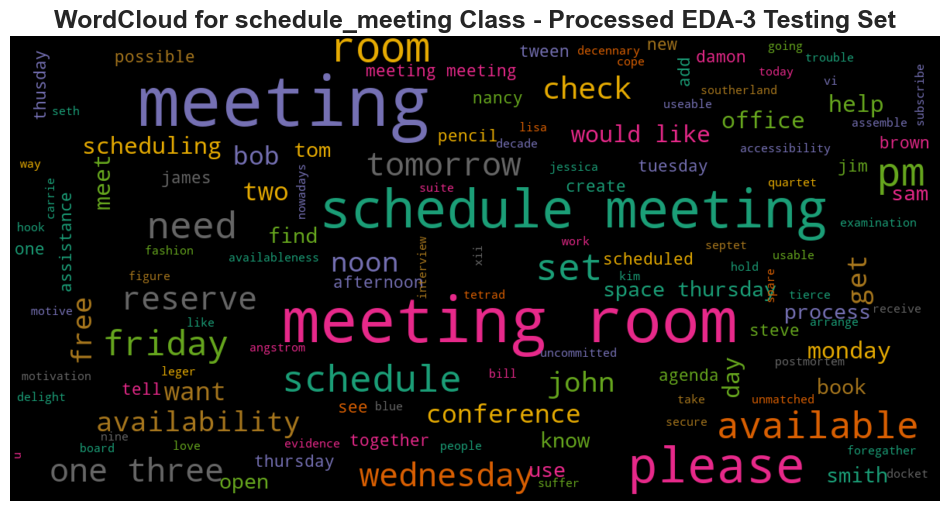 WordCloud for schedule_meeting Class - Processed EDA-3 Testing Set
room
tween
decennary
cope
new
going
trouble
possible
thusday
seth
meeting
meeting meeting
nancy
check
add
damon
today
southerland
vi
subscribe
useable
help
assemble
scheduling
bob
tom
pencil
lisa
decade
would like
office
accessibility
brown
way
carrie
meet
james
two
nowadays
tomorrow
suite
jessica
create
tuesday
quartet
jim
pm
sam
hook
one
assistance
need
fashion
find
availableness
schedule meeting
examination
septet
work
usable
noon
afternoon
interview
xii
set
scheduled
kim
hold
space thursday
spare
tierce
get
figure
reserve
free
motive
like
tetrad
meeting room
process
receive
arrange
steve
friday
angstrom
uncommitted
monday
postmortem
motivation
leger
delight
tell
want
schedule
bill
john
agenda
day
book
take
unmatched
see
blue
conference
secure
available
availability
nine
board
love
evidence
together
people
know
foregather
u
one three
thursday
open
wednesday
use
suffer
please
smith
docket